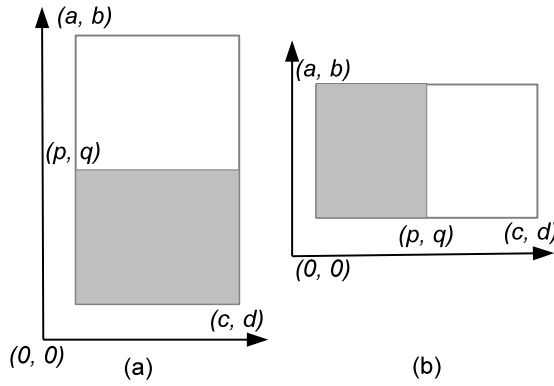 (a, b)
(p, q)
(c, d)
(0, 0)
(a)
(a, b)
(p, q)
(c, d)
(0, 0)
(b)